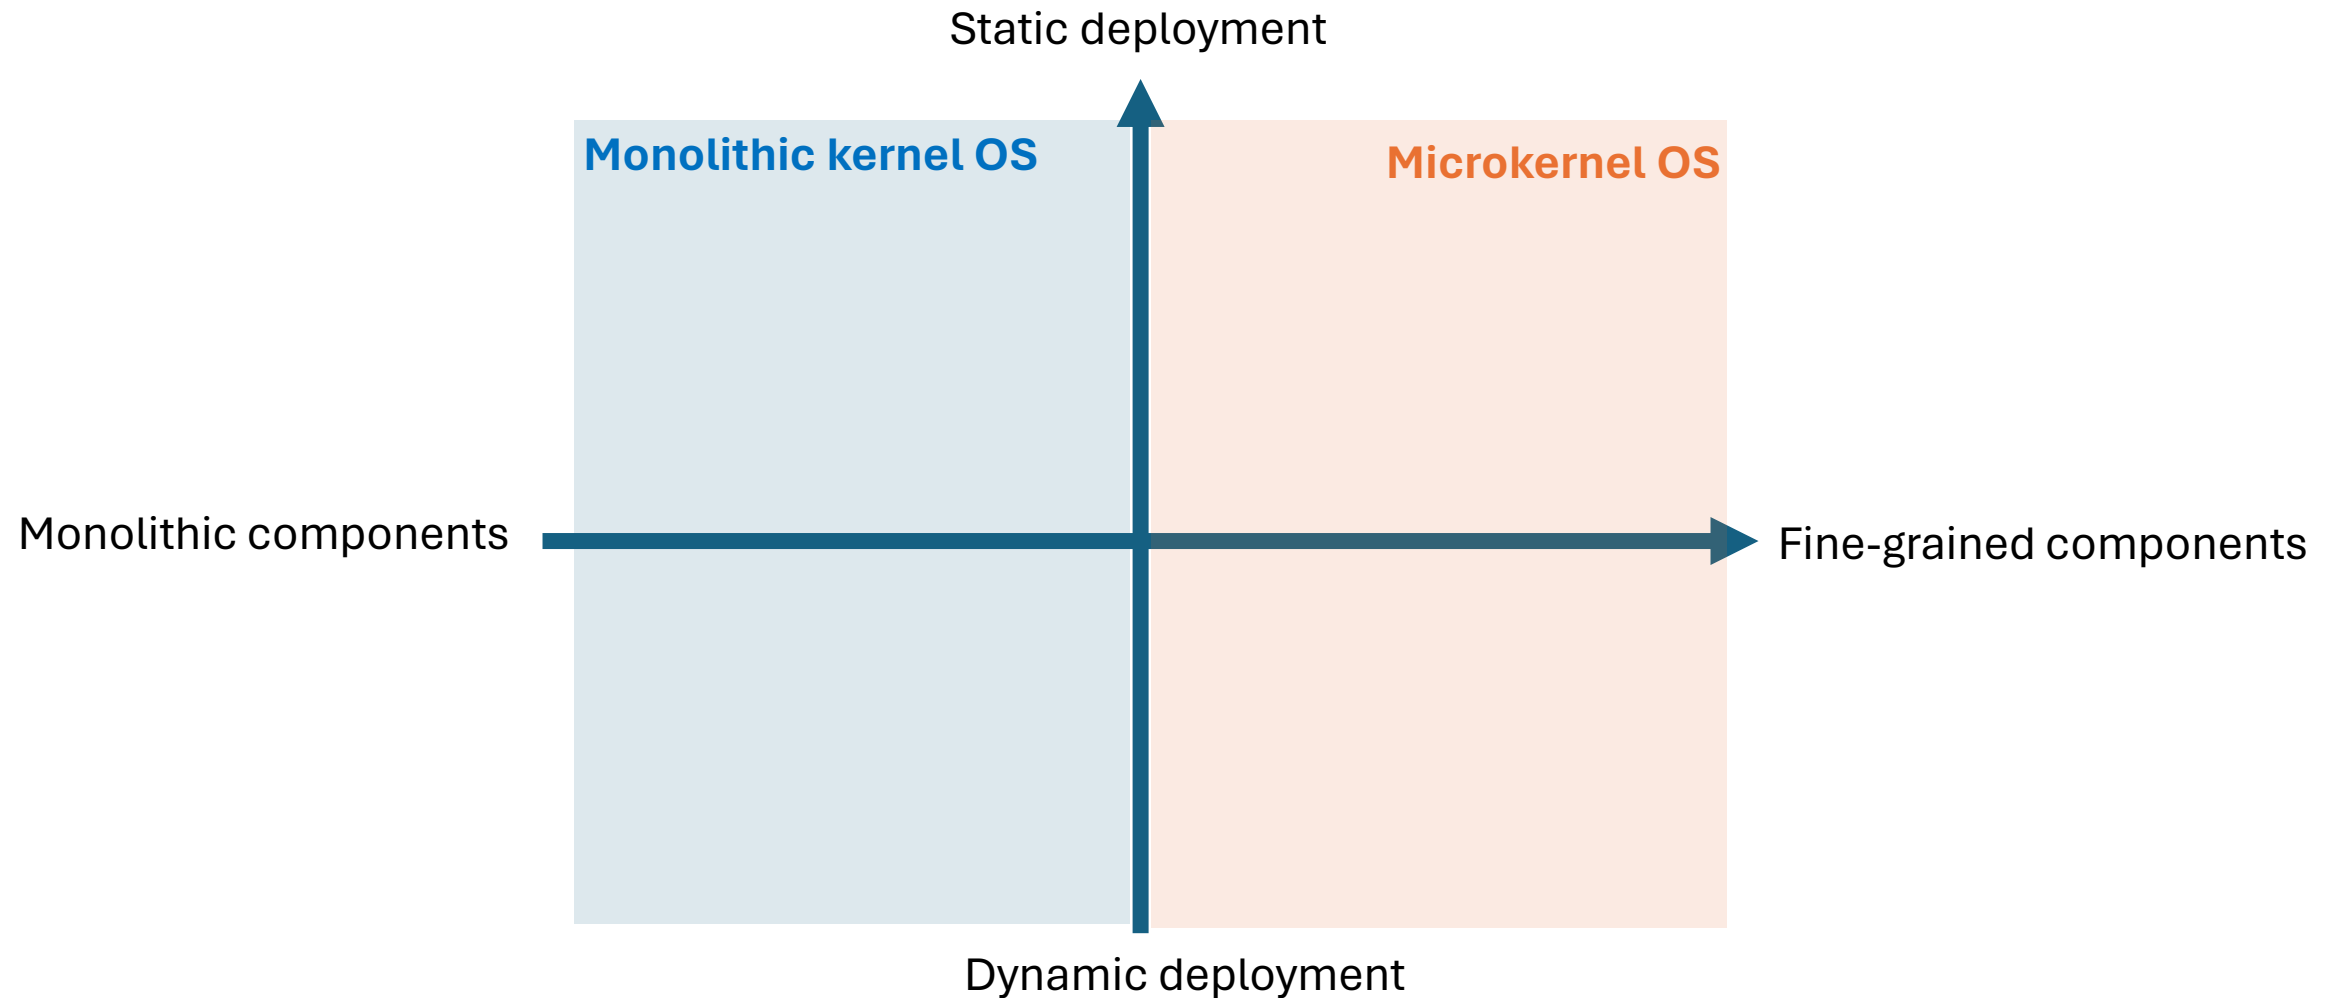 Static deployment
Monolithic kernel OS
Microkernel OS
Monolithic components
Fine-grained components
Dynamic deployment